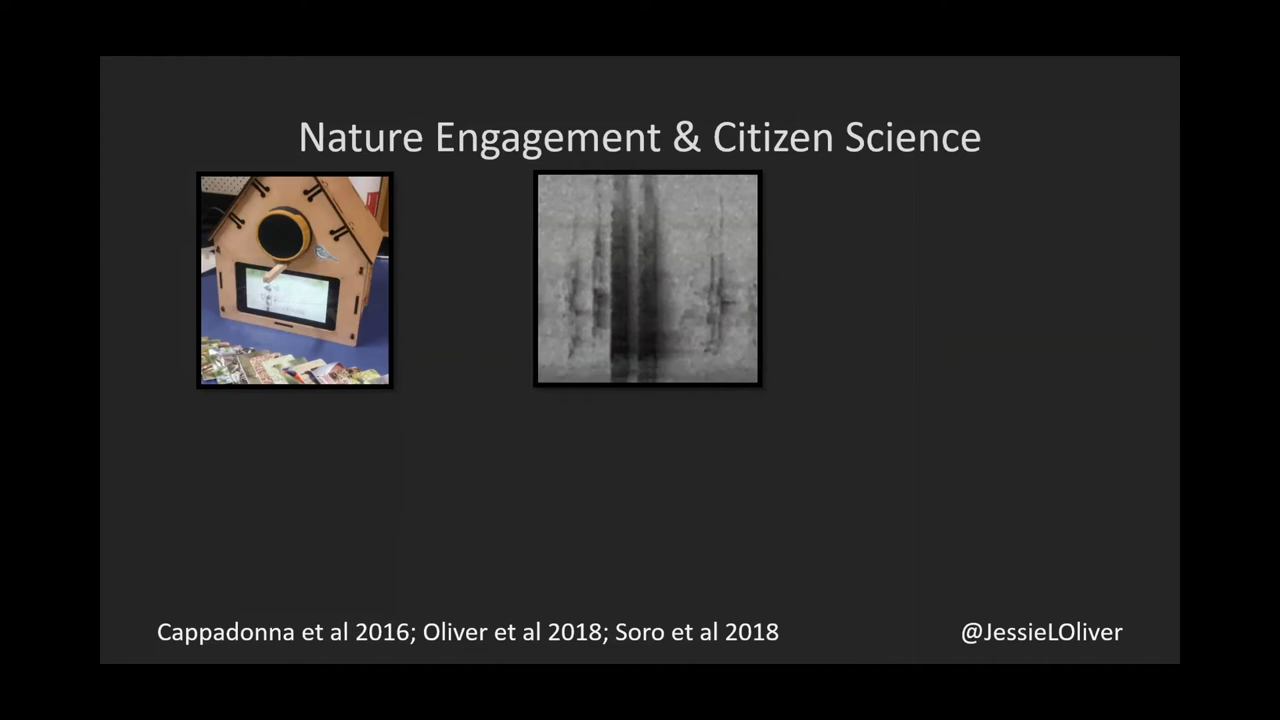 Nature Engagement & Citizen Science
Cappadonna et al 2016; Oliver et al 2018; Soro et al 2018
@JessieLOliver